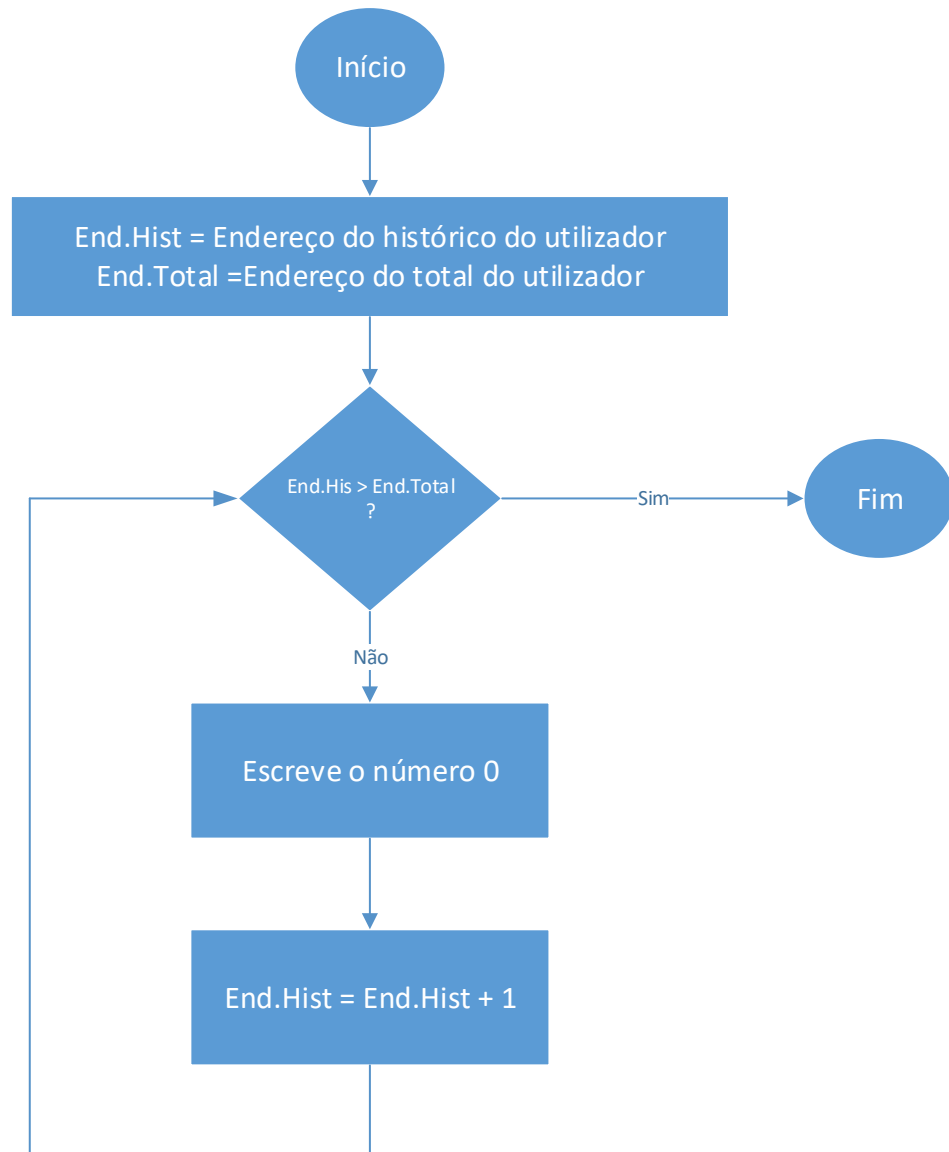 Início
End.Hist = Endereço do histórico do utilizador
End.Total =Endereço do total do utilizador
End.His > End.Total
?
Sim
Fim
Não
Escreve o número 0
End.Hist = End.Hist + 1